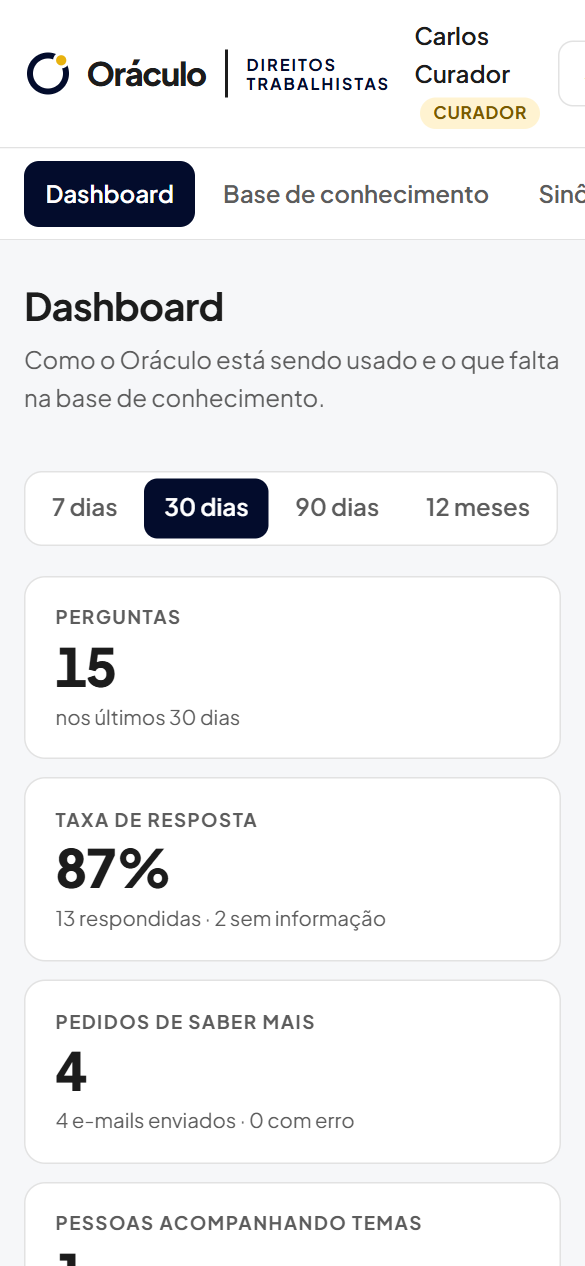 Oráculo
DIREITOS
TRABALHISTAS
Carlos
Curador
CURADOR
Dashboard
Base de conhecimento
Dashboard
Como o Oráculo está sendo usado e o que falta
na base de conhecimento.
7 dias
30 dias
90 dias
12 meses
PERGUNTAS
15
nos últimos 30 dias
TAXA DE RESPOSTA
87%
13 respondidas · 2 sem informação
PEDIDOS DE SABER MAIS
4
4 e-mails enviados · 0 com erro
PESSOAS ACOMPANHANDO TEMAS